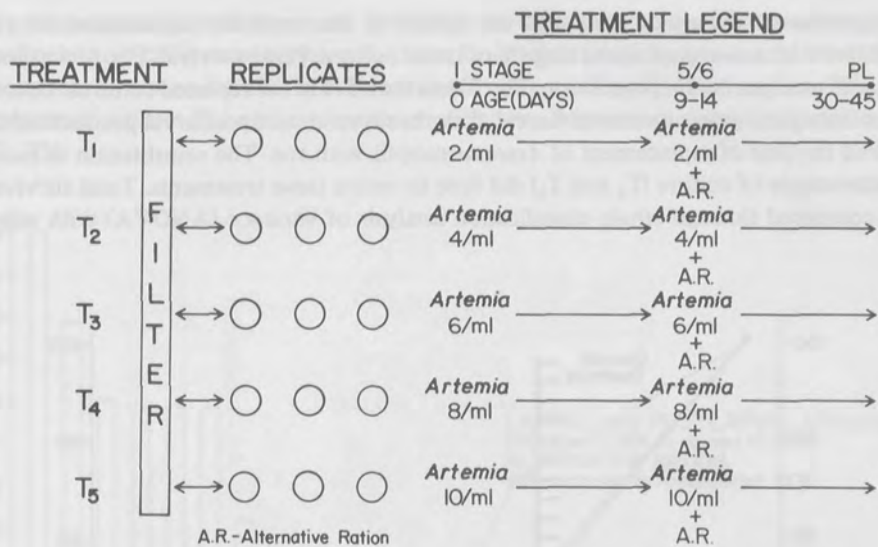 TREATMENT LEGEND
TREATMENT REPLICATES I STAGE 5/6 PL
0 AGE(DAYS) 9-14 30-45
T1 Artemia Artemia
2/ml 2/ml
+
A.R.
T2 Artemia Artemia
4/ml 4/ml
+
A.R.
T3 Artemia Artemia
6/ml 6/ml
+
A.R.
T4 Artemia Artemia
8/ml 8/ml
+
A.R.
T5 Artemia Artemia
10/ml 10/ml
+
A.R.
FILTER
A.R.-Alternative Ration